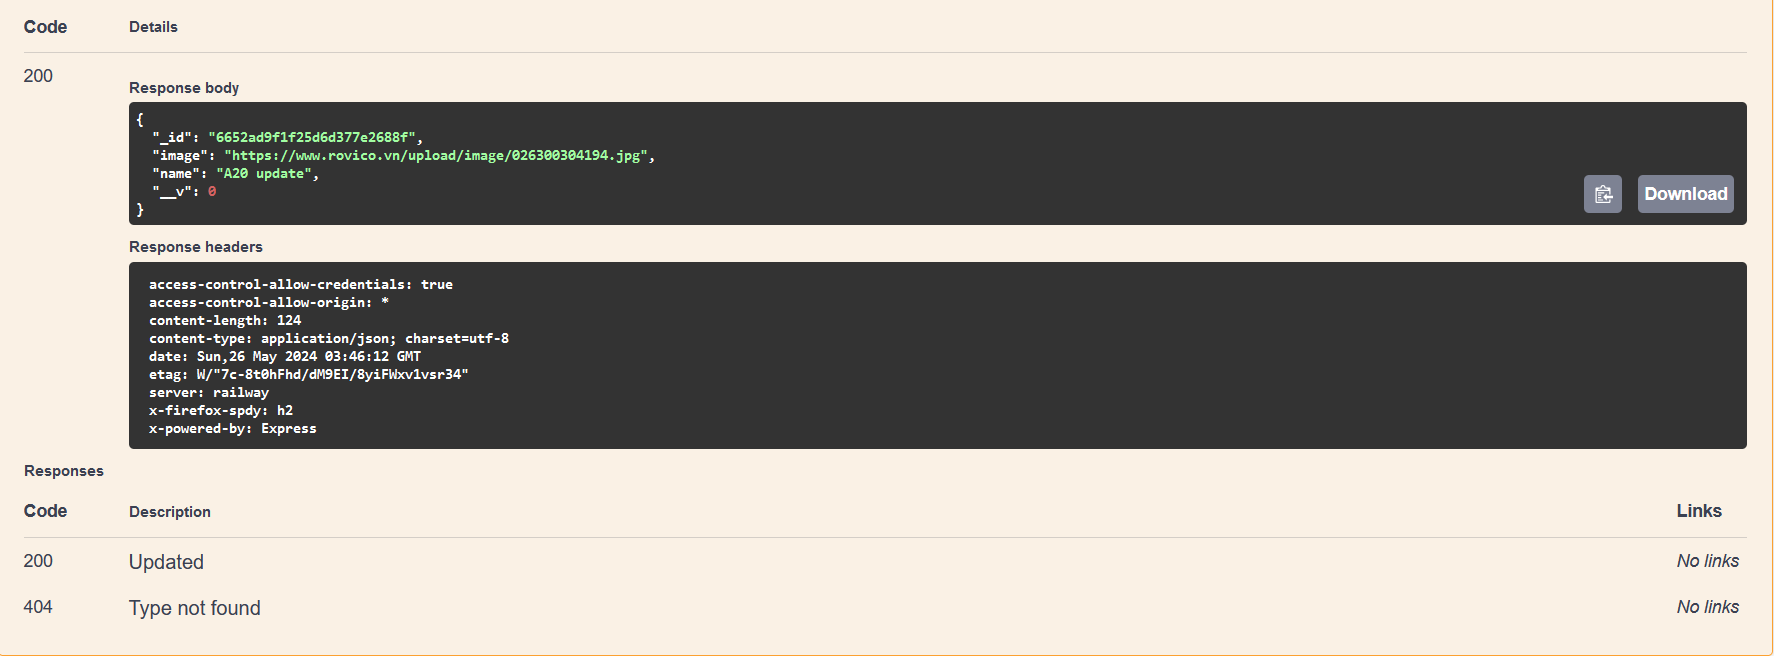 Code Details
200
Response body
{
  "_id": "6652ad9f1f25d6d377e2688f",
  "image": "https://www.rovico.vn/upload/image/026300304194.jpg",
  "name": "A20 update",
  "__v": 0
}
Download
Response headers
access-control-allow-credentials: true
access-control-allow-origin: *
content-length: 124
content-type: application/json; charset=utf-8
date: Sun,26 May 2024 03:46:12 GMT
etag: W/"7c-8t0hFhd/dM9EI/8yiFWxv1vsr34"
server: railway
x-firefox-spdy: h2
x-powered-by: Express
Responses
Code Description Links
200 Updated No links
404 Type not found No links